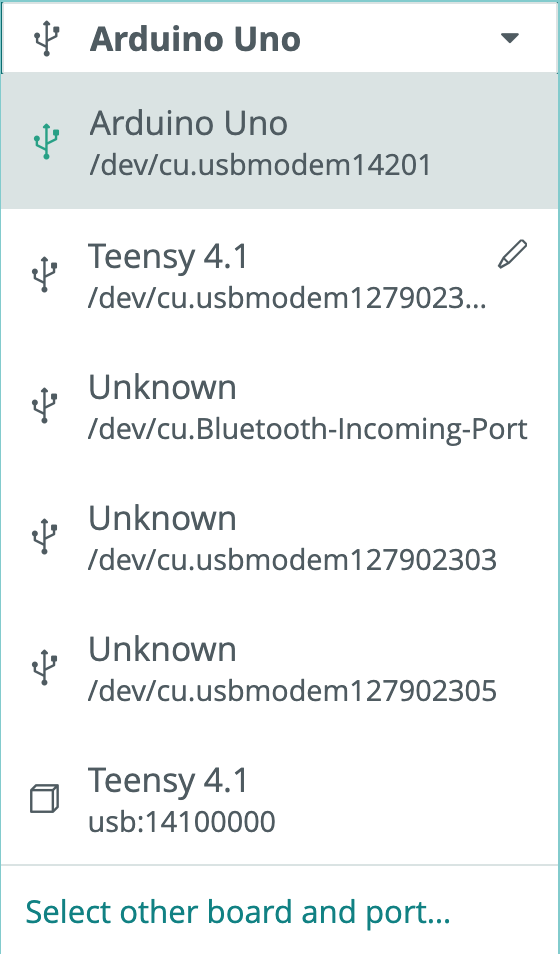 Arduino Uno
Arduino Uno
/dev/cu.usbmodem14201
Teensy 4.1
/dev/cu.usbmodem1279023...
Unknown
/dev/cu.Bluetooth-Incoming-Port
Unknown
/dev/cu.usbmodem127902303
Unknown
/dev/cu.usbmodem127902305
Teensy 4.1
usb:14100000
Select other board and port...